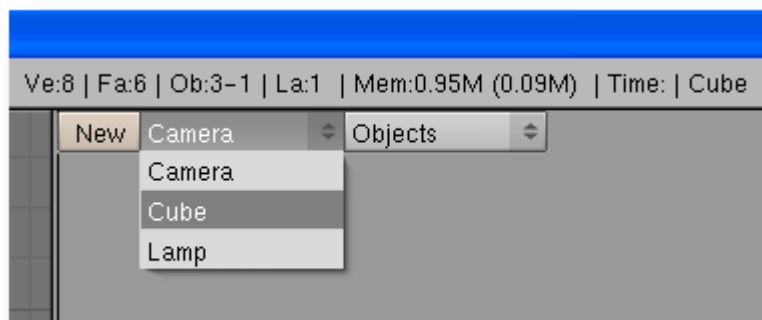 Ve:8 | Fa:6 | Ob:3-1 | La:1 | Mem:0.95M (0.09M) | Time: | Cube
New Camera Objects
Camera
Cube
Lamp